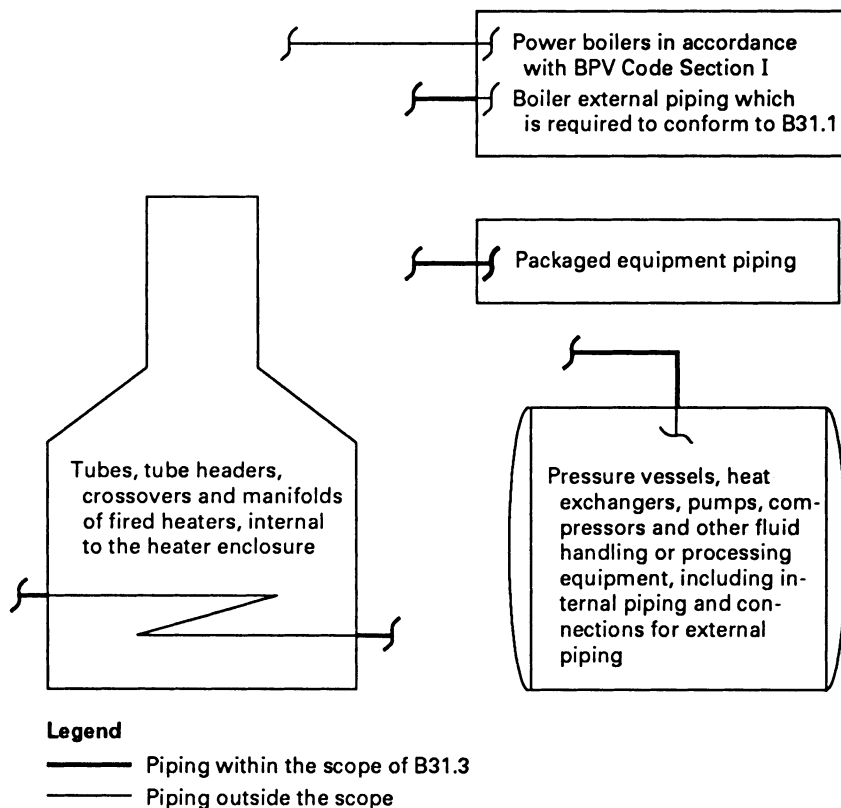 Power boilers in accordance
with BPV Code Section I
Boiler external piping which
is required to conform to B31.1
Packaged equipment piping
Tubes, tube headers,
crossovers and manifolds
of fired heaters, internal
to the heater enclosure
Pressure vessels, heat
exchangers, pumps, com-
pressors and other fluid
handling or processing
equipment, including in-
ternal piping and con-
nections for external
piping
Legend
Piping within the scope of B31.3
Piping outside the scope